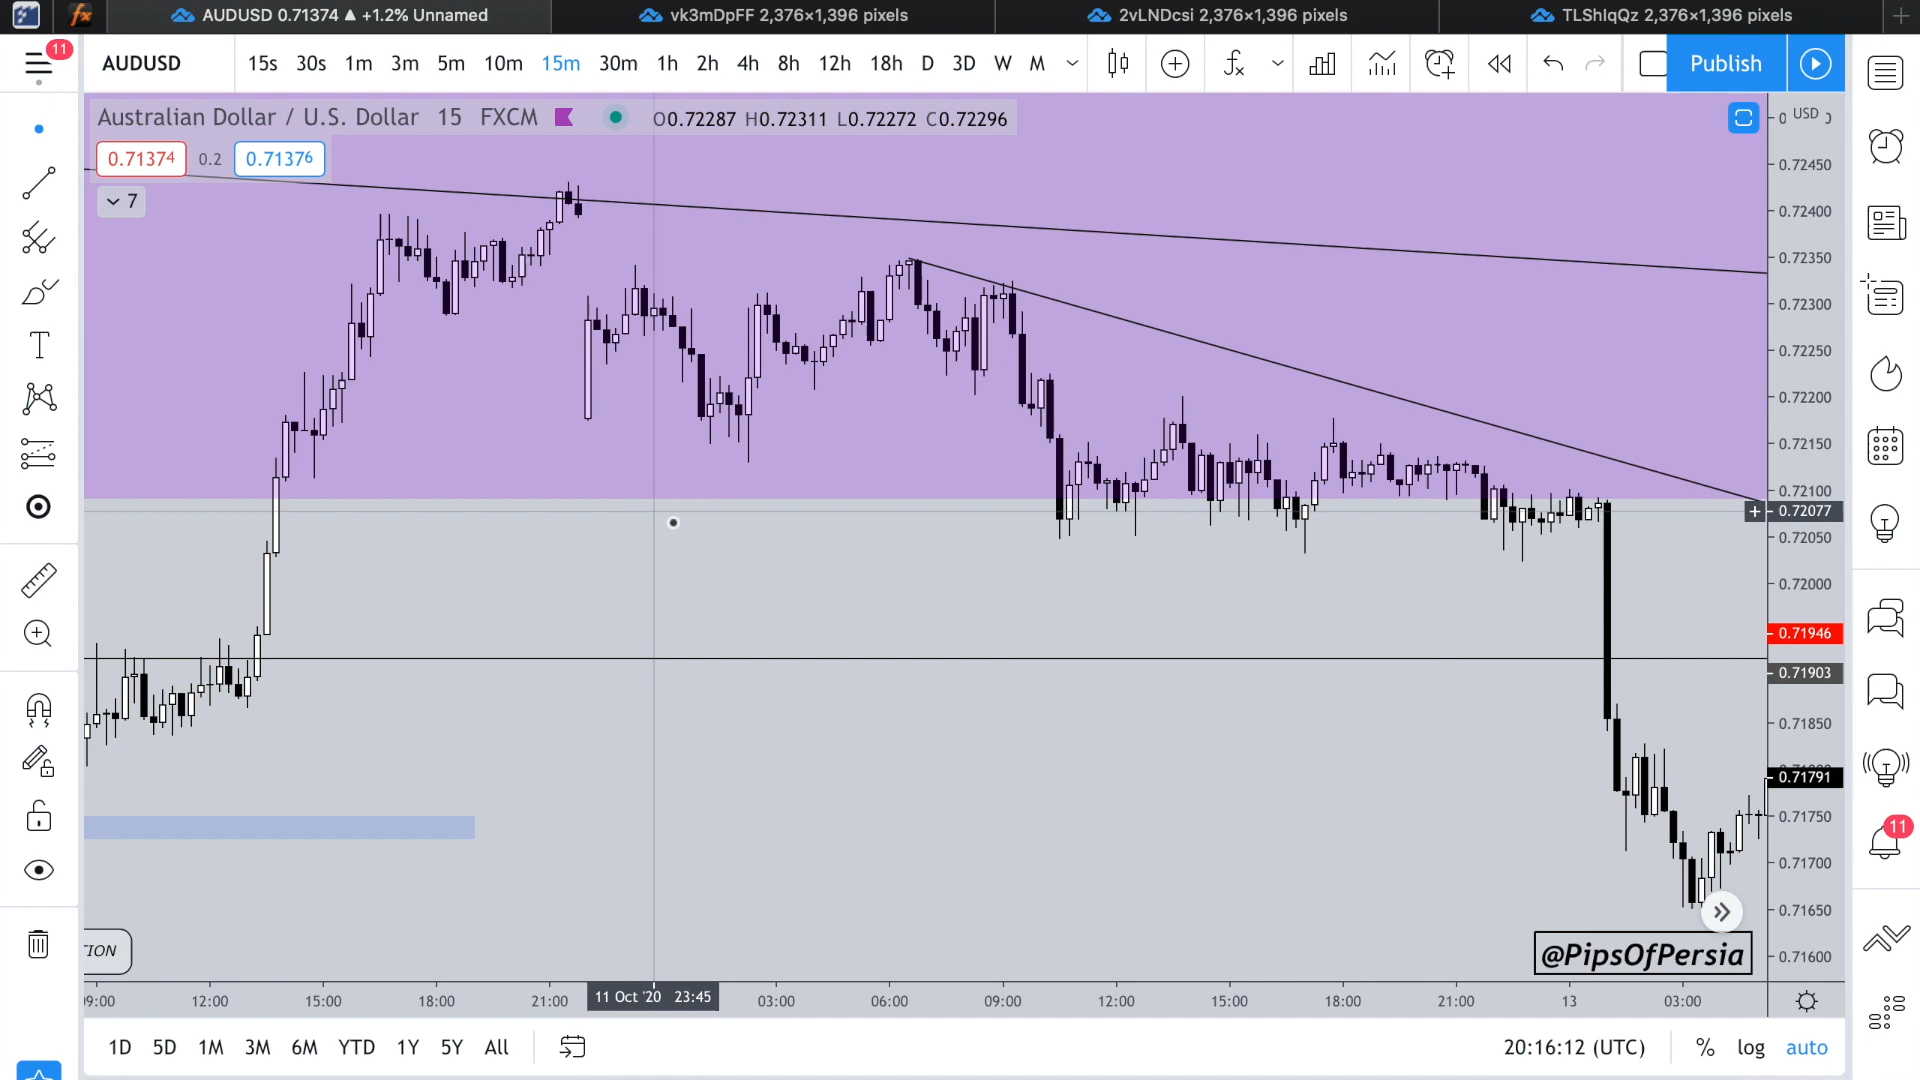 AUDUSD 0.71374 ▲ +1.2% Unnamed
vk3mDpFF 2,376×1,396 pixels
2vLNDcsi 2,376×1,396 pixels
TLShIqQz 2,376×1,396 pixels
11
AUDUSD
15s 30s 1m 3m 5m 10m 15m 30m 1h 2h 4h 8h 12h 18h D 3D W M
Publish
Australian Dollar / U.S. Dollar 15 FXCM
O0.72287 H0.72311 L0.72272 C0.72296
USD
0.71374 0.2 0.71376
7
0.72450
0.72400
0.72350
0.72300
0.72250
0.72200
0.72150
0.72100
0.72077
0.72050
0.72000
0.71946
0.71903
0.71850
0.71791
0.71750
0.71700
0.71650
0.71600
11
TION
@PipsOfPersia
09:00 12:00 15:00 18:00 21:00 11 Oct '20 23:45 03:00 06:00 09:00 12:00 15:00 18:00 21:00 13 03:00
1D 5D 1M 3M 6M YTD 1Y 5Y All
20:16:12 (UTC) % log auto